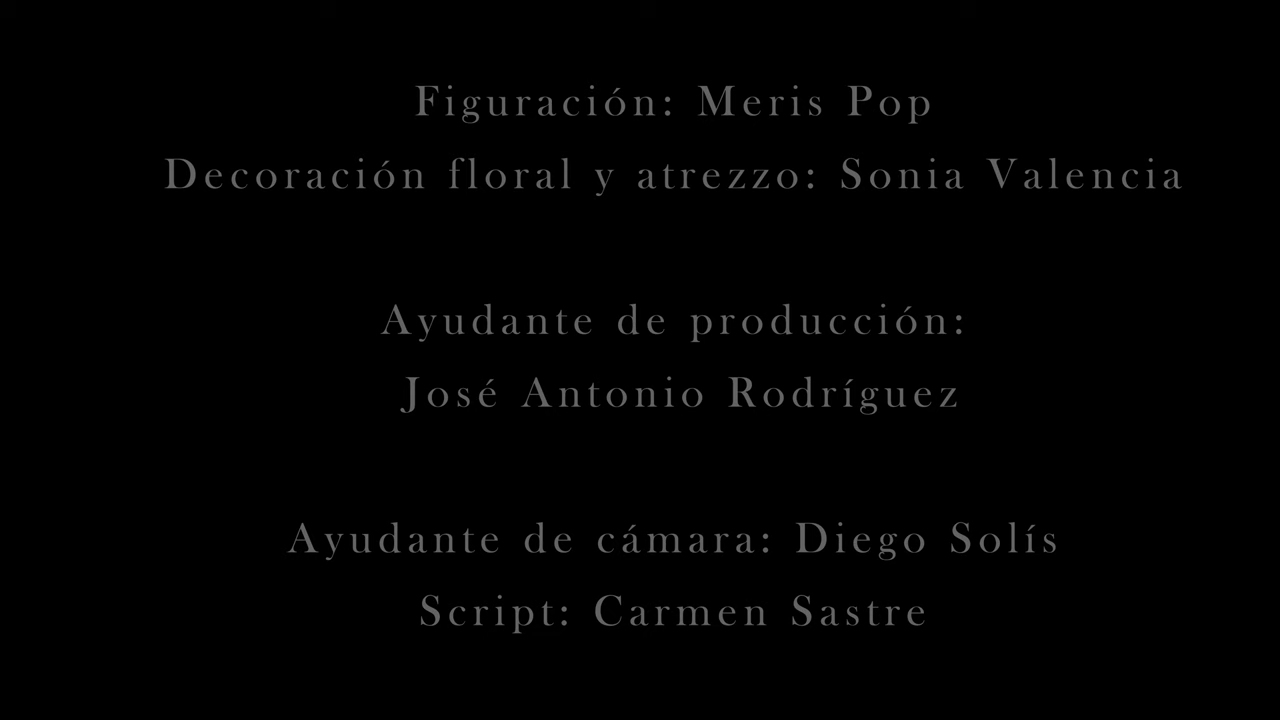 Figuración: Meris Pop
Decoración floral y atrezzo: Sonia Valencia
Ayudante de producción:
José Antonio Rodríguez
Ayudante de cámara: Diego Solís
Script: Carmen Sastre